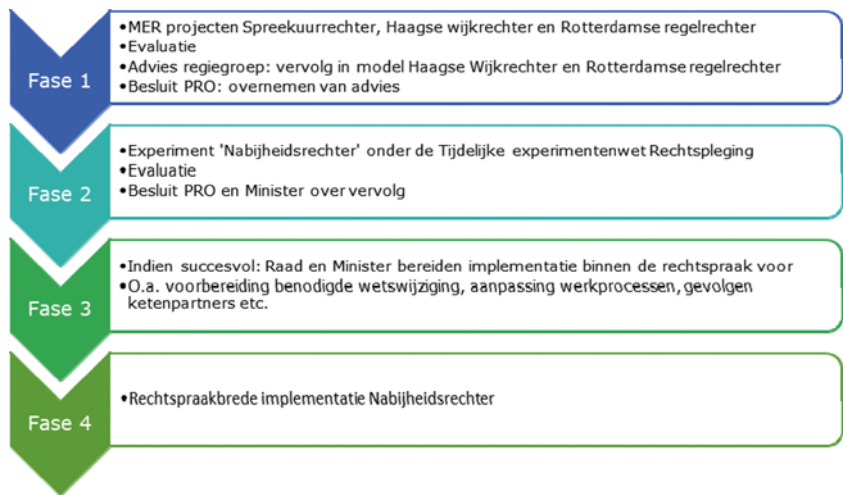 Fase 1
•MER projecten Spreekuurrechter, Haagse wijkrechter en Rotterdamse regelrechter
•Evaluatie
•Advies regiegroep: vervolg in model Haagse Wijkrechter en Rotterdamse regelrechter
•Besluit PRO: overnemen van advies
Fase 2
•Experiment 'Nabijheidsrechter' onder de Tijdelijke experimentenwet Rechtspleging
•Evaluatie
•Besluit PRO en Minister over vervolg
Fase 3
•Indien succesvol: Raad en Minister bereiden implementatie binnen de rechtspraak voor
•O.a. voorbereiding benodigde wetswijziging, aanpassing werkprocessen, gevolgen
ketenpartners etc.
Fase 4
•Rechtspraakbrede implementatie Nabijheidsrechter